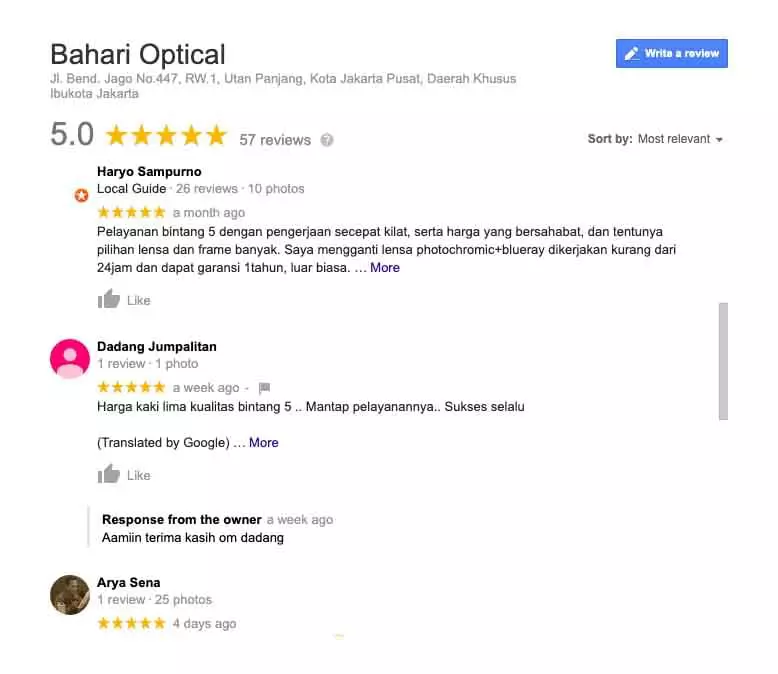 Bahari Optical
Write a review
Jl. Bend. Jago No.447, RW.1, Utan Panjang, Kota Jakarta Pusat, Daerah Khusus
Ibukota Jakarta
5.0 57 reviews ?
Sort by: Most relevant
Haryo Sampurno
Local Guide · 26 reviews · 10 photos
a month ago
Pelayanan bintang 5 dengan pengerjaan secepat kilat, serta harga yang bersahabat, dan tentunya
pilihan lensa dan frame banyak. Saya mengganti lensa photochromic+blueray dikerjakan kurang dari
24jam dan dapat garansi 1tahun, luar biasa. … More
Like
Dadang Jumpalitan
1 review · 1 photo
a week ago -
Harga kaki lima kualitas bintang 5 .. Mantap pelayanannya.. Sukses selalu
(Translated by Google) … More
Like
Response from the owner a week ago
Aamiin terima kasih om dadang
Arya Sena
1 review · 25 photos
4 days ago